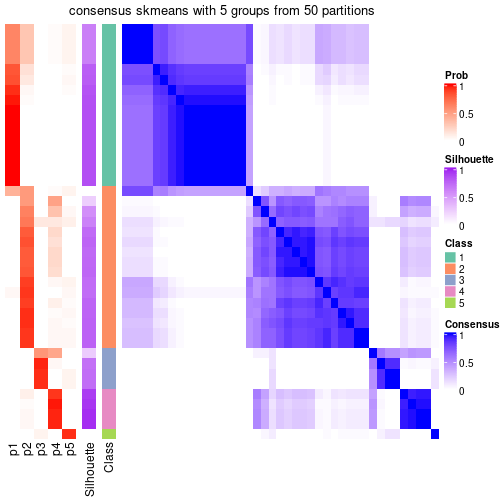 consensus skmeans with 5 groups from 50 partitions
Prob
1
0.5
0
Silhouette
1
0.5
0
Class
1
2
3
4
5
Consensus
1
0.5
0
p1
p2
p3
p4
p5
Silhouette
Class